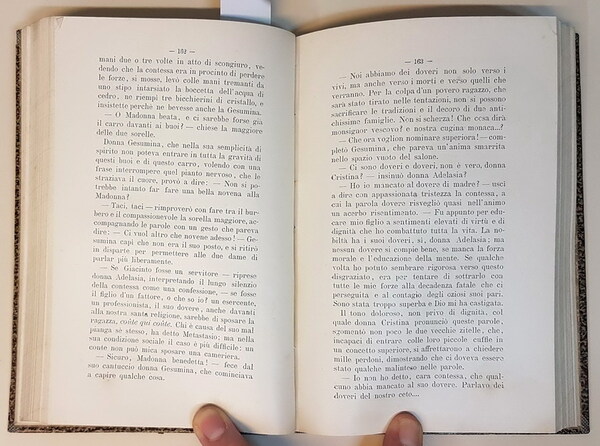 — 162 —
mani due o tre volte in atto di scongiuro, ve-
dendo che la contessa era in procinto di perdere
le forze, si mosse, levò colle mani tremanti da
uno stipo intarsiato la boccetta dell'acqua di
cedro, ne riempì tre bicchierini di cristallo, e
insistette perchè ne bevesse anche la Gesumina.
— O Madonna beata, e ci sarebbe forse già
il carro davanti ai buoi? — chiese la maggiore
delle due sorelle.
Donna Gesumina, che nella sua semplicità di
spirito non poteva entrare in tutta la gravità di
questi buoi e di questo carro, volendo con una
frase interrompere quel pianto nervoso, che le
straziava il cuore, provò a dire: — Non si po-
trebbe intanto far fare una bella novena alla
Madonna?
— Taci, taci — rimproverò con fare tra il bur-
bero e il compassionevole la sorella maggiore, ac-
compagnando le parole con un gesto che pareva
dire: — Ci vuol altro che novene adesso! — Ge-
sumina capì che non era il suo posto, e si ritirò
in disparte per permettere alle due dame di
parlar più liberamente.
— Se Giacinto fosse un servitore — riprese
donna Adelasia, interpretando il lungo silenzio
della contessa come una confessione, — se fosse
il figlio d'un fattore, o che so io? un esercente,
un professionista, il suo dovere, anche davanti
alla nostra santa religione, sarebbe di sposare la
ragazza, coûte qui coûte. Chi è causa del suo mal
pianga sè stesso, ha detto Metastasio; ma nella
sua condizione sociale il caso è più difficile: un
conte non può mica sposare una cameriera.
— Sicuro, Madonna benedetta! — fece dal
suo cantuccio donna Gesumina, che cominciava
a capire qualche cosa.
— 163 —
— Noi abbiamo dei doveri non solo verso i
vivi, ma anche verso i morti e verso quelli che
verranno. Per la colpa d'un povero ragazzo, che
sarà stato tirato nelle tentazioni, non si possono
sacrificare le tradizioni e il decoro di due anti-
chissime famiglie. Non si scherza! Che cosa dirà
monsignor vescovo? e nostra cugina monaca...?
— Che ora voglion nominare superiora! — com-
pletò Gesumina, che pareva un'anima smarrita
nello spazio vuoto del salone.
— Ci sono doveri e doveri, non è vero, donna
Cristina? — insinuò donna Adelasia?
— Ho io mancato al dovere di madre? — uscì
a dire con appassionata tristezza la contessa, a
cui la parola dovere risvegliò quasi nell'animo
un acerbo risentimento. — Fu appunto per edu-
care mio figlio a sentimenti elevati di virtù e di
dignità che ho combattuto tutta la vita. La no-
biltà ha i suoi doveri, sì, donna Adelasia; ma
nessun dovere si compie bene, se manca la forza
morale e l'educazione della mente. Se qualche
volta ho potuto sembrare rigorosa verso questo
disgraziato, era per tentare di sottrarlo con
tutte le mie forze alla decadenza fatale che ci
perseguita e al contagio degli oziosi suoi pari.
Sono stata troppo superba e Dio mi ha castigata.
Il tono doloroso, non privo di dignità, col
quale donna Cristina pronunciò queste parole,
sgomentò non poco le due vecchie zitelle, che,
incapaci di entrare colle loro piccole cuffie in
un concetto superiore, si affrettarono a chiedere
mille perdoni, dimostrando che ci doveva essere
stato qualche malinteso nelle parole.
— Io non ho detto, cara contessa, che qual-
cuno abbia mancato al suo dovere. Parlavo dei
doveri del nostro ceto....